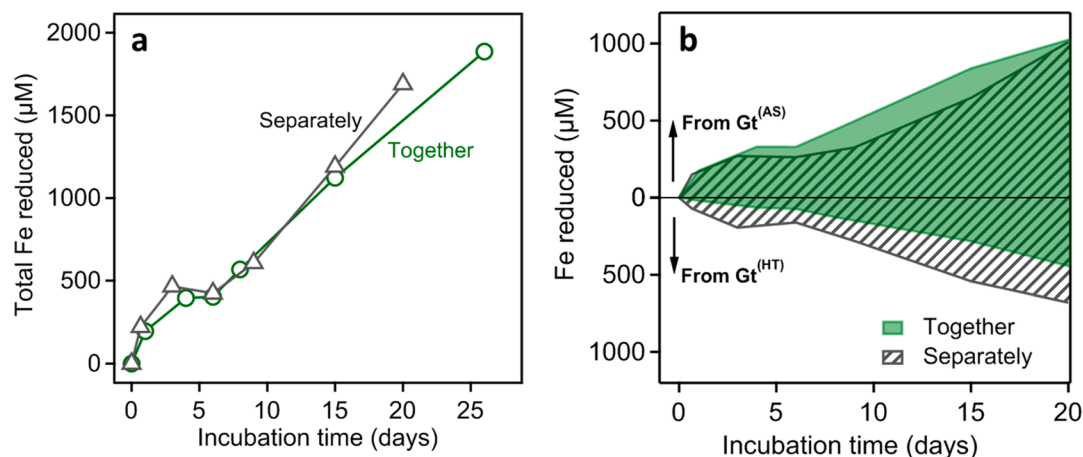 a
Total Fe reduced (µM)
2000
1500
1000
500
0
Separately
Together
0 5 10 15 20 25
Incubation time (days)
b
Fe reduced (µM)
1000
500
0
500
1000
From Gt(AS)
From Gt(HT)
Together
Separately
0 5 10 15 20
Incubation time (days)